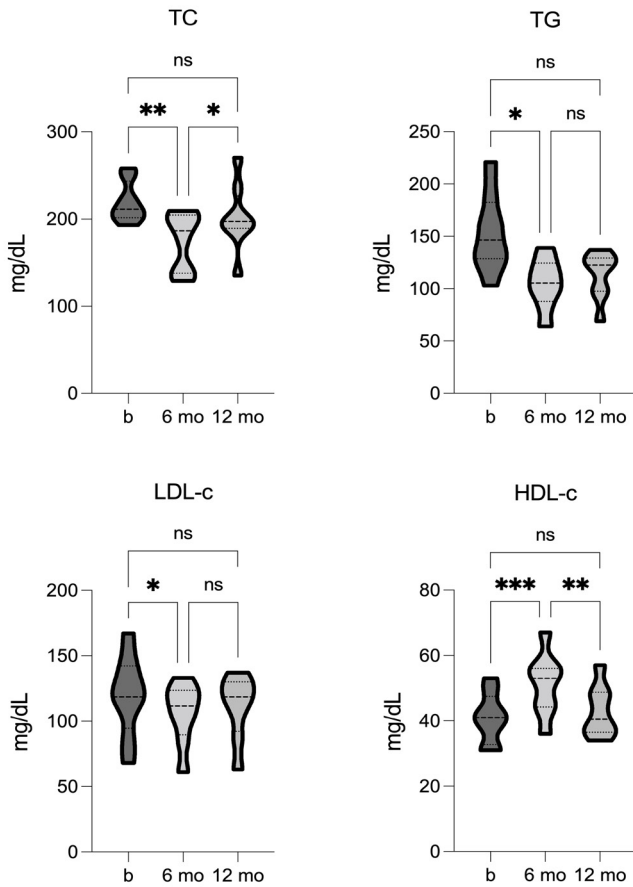 TC
ns
** *
300
200
100
0
mg/dL
b 6 mo 12 mo
TG
ns
* ns
250
200
150
100
50
0
mg/dL
b 6 mo 12 mo
LDL-c
ns
* ns
200
150
100
50
0
mg/dL
b 6 mo 12 mo
HDL-c
ns
*** **
80
60
40
20
0
mg/dL
b 6 mo 12 mo